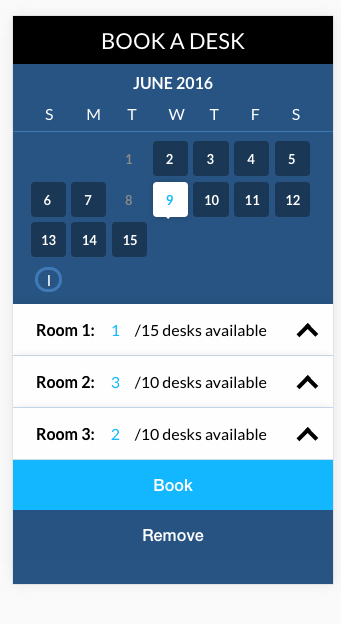 BOOK A DESK
JUNE 2016
S M T W T F S
1 2 3 4 5
6 7 8 9 10 11 12
13 14 15
I
Room 1: 1 /15 desks available
Room 2: 3 /10 desks available
Room 3: 2 /10 desks available
Book
Remove